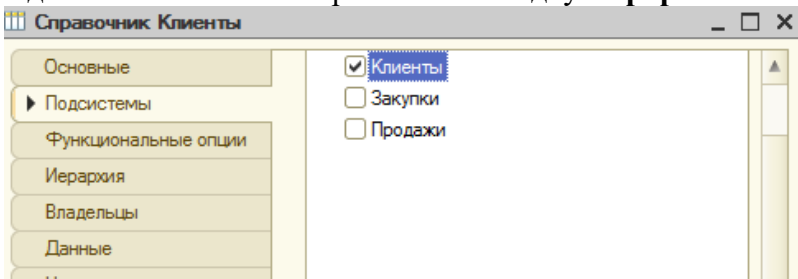 Справочник Клиенты
Основные
Подсистемы
Функциональные опции
Иерархия
Владельцы
Данные
Клиенты
Закупки
Продажи